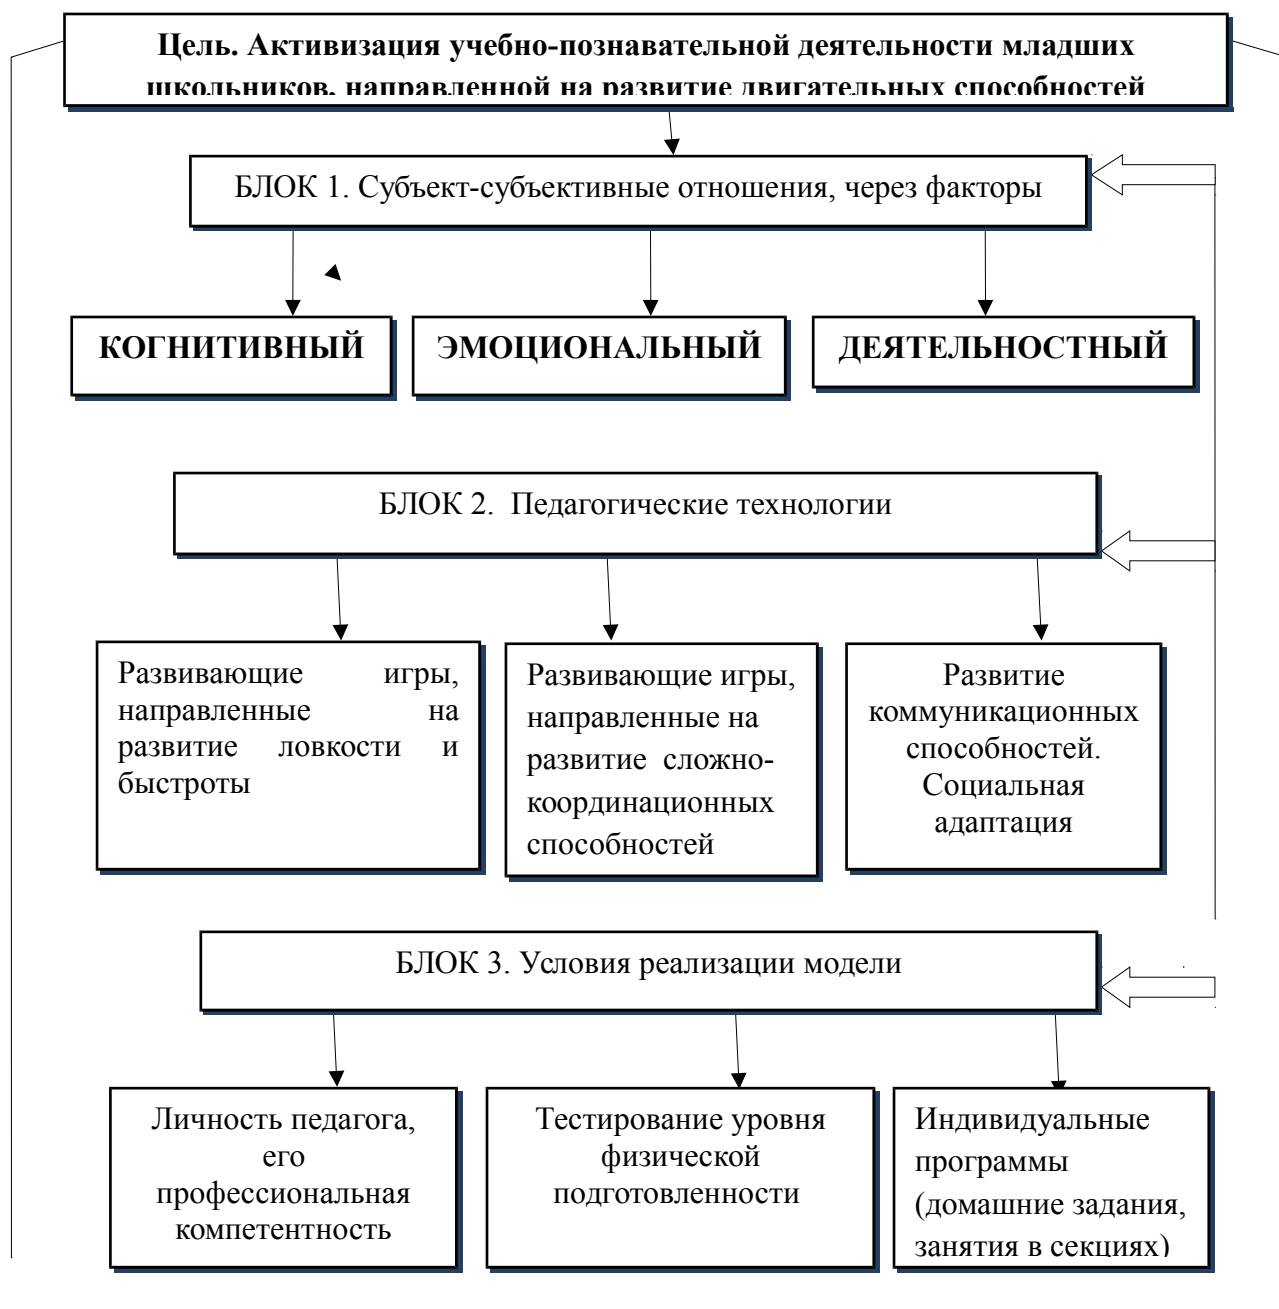 Цель. Активизация учебно-познавательной деятельности младших
школьников, направленной на развитие двигательных способностей
БЛОК 1. Субъект-субъективные отношения, через факторы
КОГНИТИВНЫЙ
ЭМОЦИОНАЛЬНЫЙ
ДЕЯТЕЛЬНОСТНЫЙ
БЛОК 2. Педагогические технологии
Развивающие игры,
направленные на
развитие ловкости и
быстроты
Развивающие игры,
направленные на
развитие сложно-
координационных
способностей
Развитие
коммуникационных
способностей.
Социальная
адаптация
БЛОК 3. Условия реализации модели
Личность педагога,
его
профессиональная
компетентность
Тестирование уровня
физической
подготовленности
Индивидуальные
программы
(домашние задания,
занятия в секциях)